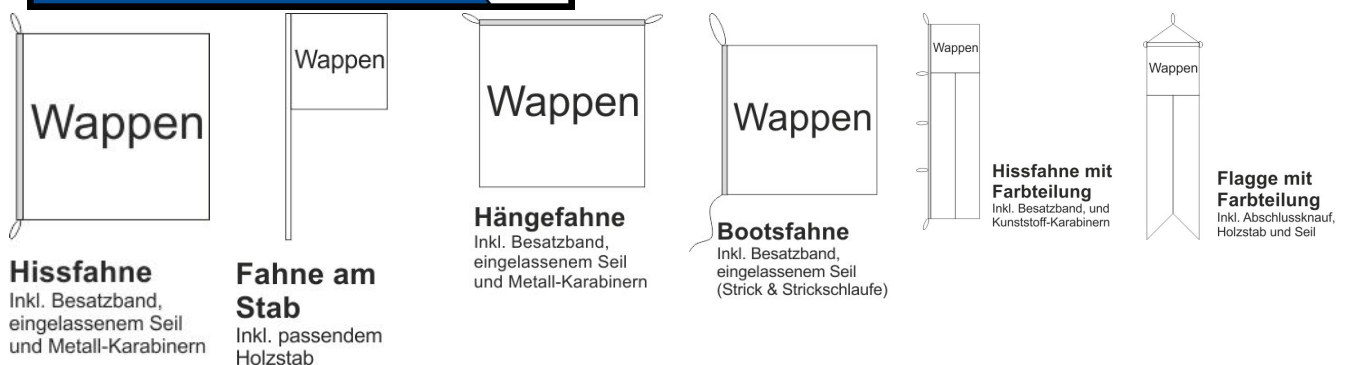 Wappen
Hissfahne
Inkl. Besatzband,
eingelassenem Seil
und Metall-Karabinern
Wappen
Fahne am
Stab
Inkl. passendem
Holzstab
Wappen
Hängefahne
Inkl. Besatzband,
eingelassenem Seil
und Metall-Karabinern
Wappen
Bootsfahne
Inkl. Besatzband,
eingelassenem Seil
(Strick & Strickschlaufe)
Wappen
Hissfahne mit
Farbteilung
Inkl. Besatzband, und
Kunststoff-Karabinern
Wappen
Flagge mit
Farbteilung
Inkl. Abschlussknauf,
Holzstab und Seil